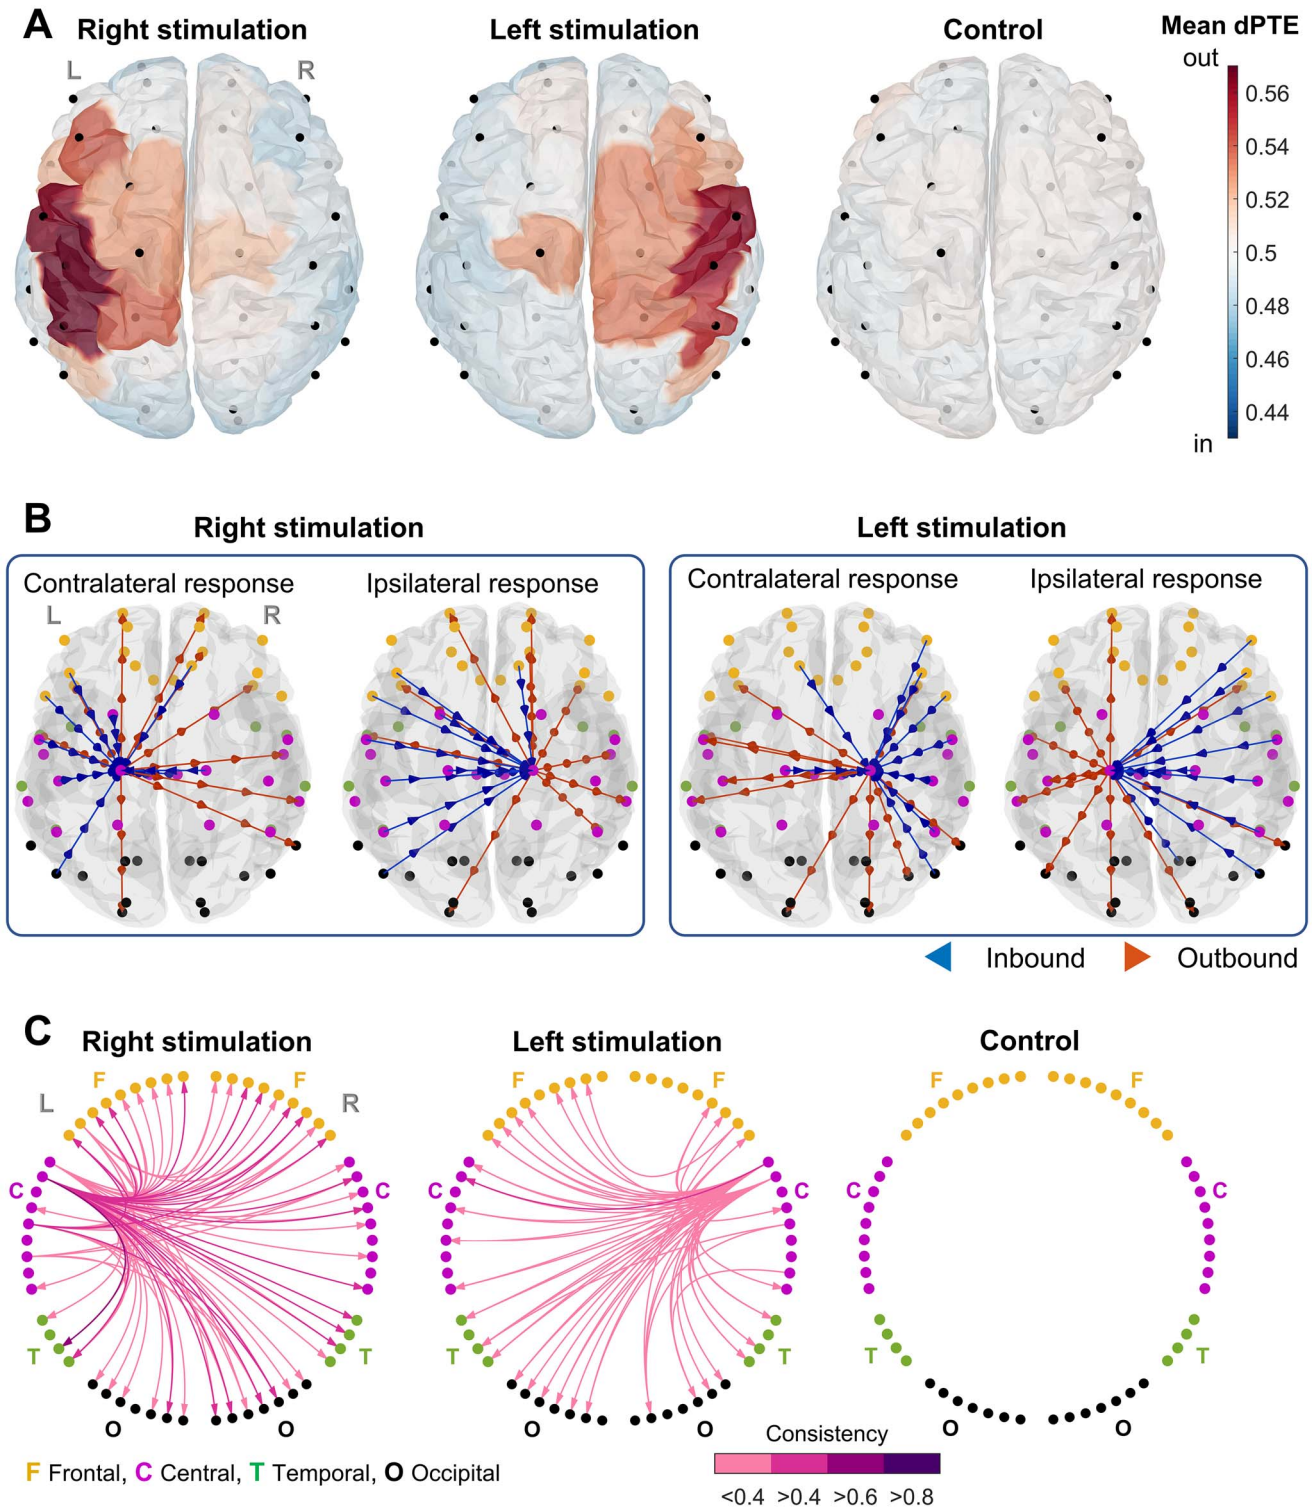 A
Right stimulation
Left stimulation
Control
Mean dPTE
out
L
R
0.56
0.54
0.52
0.5
0.48
0.46
0.44
in
B
Right stimulation
Left stimulation
Contralateral response
Ipsilateral response
Contralateral response
Ipsilateral response
L
R
Inbound
Outbound
C
Right stimulation
Left stimulation
Control
F
F
F
F
F
F
L
R
C
C
C
C
C
C
T
T
T
T
T
T
O
O
O
O
O
O
Consistency
<0.4 >0.4 >0.6 >0.8
F Frontal, C Central, T Temporal, O Occipital